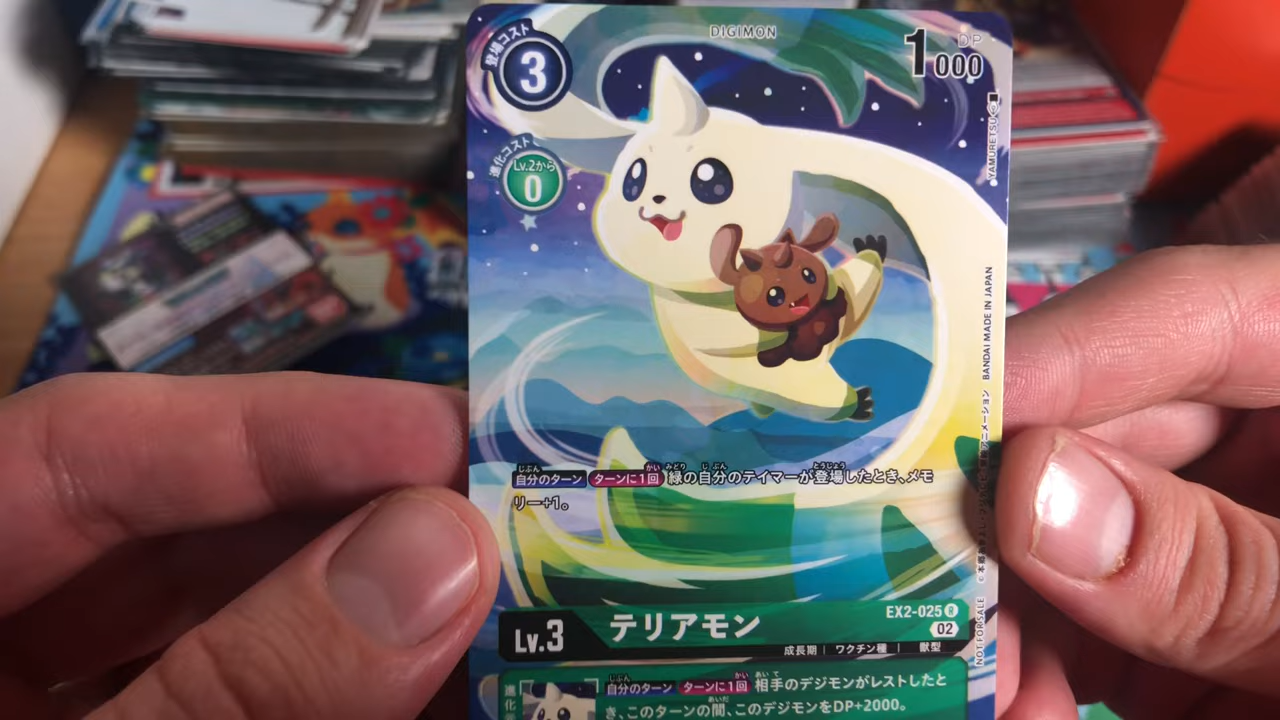 登場コスト
3
DIGIMON
DP
1000
進化コスト
Lv.2から
0
YAMURETSU
BANDAI MADE IN JAPAN
NOT FOR SALE
自分のターン ターンに1回 緑の自分のテイマーが登場したとき、メモ
リー+1。
EX2-025 R
02
Lv.3 テリアモン
成長期 | ワクチン種 | 獣型
自分のターン ターンに1回 相手のデジモンがレストしたと
き、このターンの間、このデジモンをDP+2000。